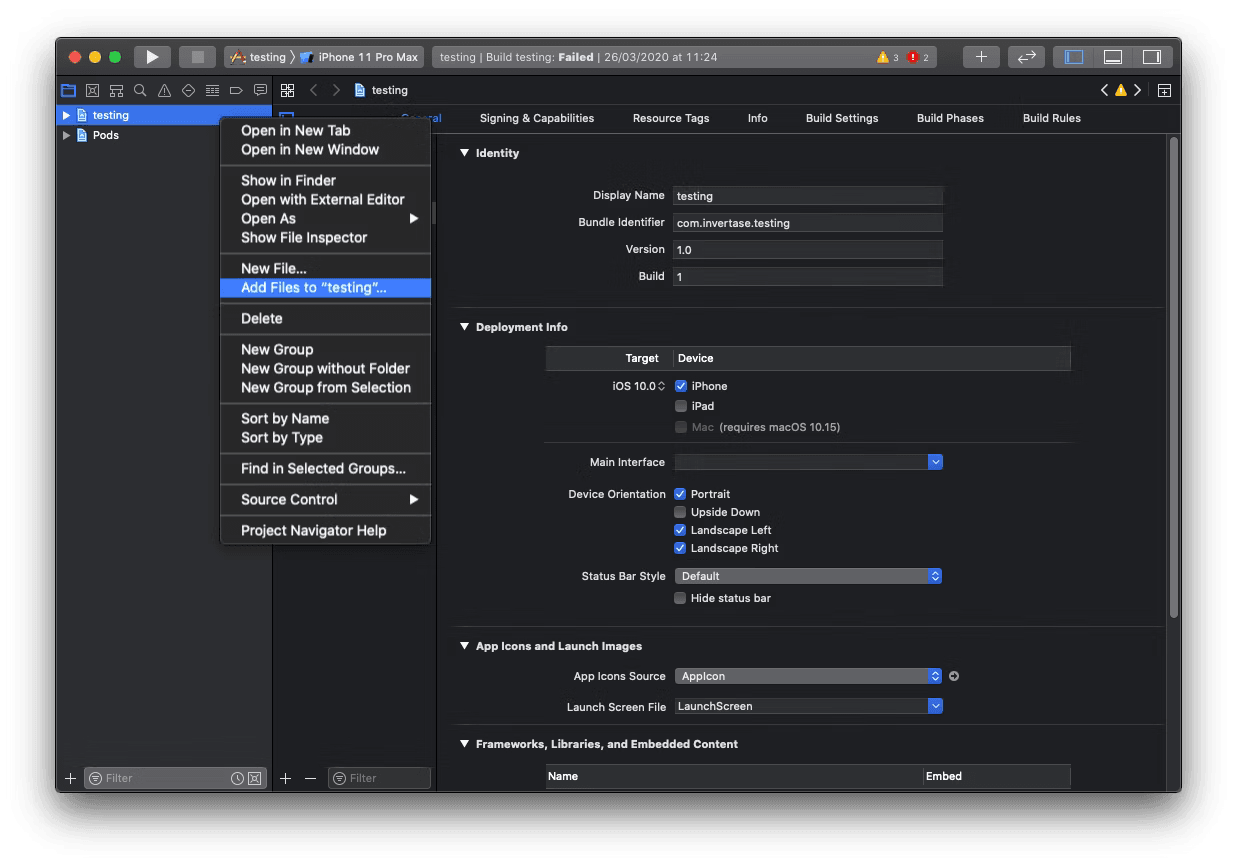 testing 〉 iPhone 11 Pro Max
testing | Build testing: Failed | 26/03/2020 at 11:24
3
2
testing
testing
Pods
General
Signing & Capabilities
Resource Tags
Info
Build Settings
Build Phases
Build Rules
Open in New Tab
Open in New Window
Show in Finder
Open with External Editor
Open As
Show File Inspector
New File...
Add Files to “testing”...
Delete
New Group
New Group without Folder
New Group from Selection
Sort by Name
Sort by Type
Find in Selected Groups...
Source Control
Project Navigator Help
Identity
Display Name testing
Bundle Identifier com.invertase.testing
Version 1.0
Build 1
Deployment Info
Target Device
iOS 10.0 iPhone
iPad
Mac (requires macOS 10.15)
Main Interface
Device Orientation Portrait
Upside Down
Landscape Left
Landscape Right
Status Bar Style Default
Hide status bar
App Icons and Launch Images
App Icons Source AppIcon
Launch Screen File LaunchScreen
Frameworks, Libraries, and Embedded Content
Name Embed
Filter
Filter